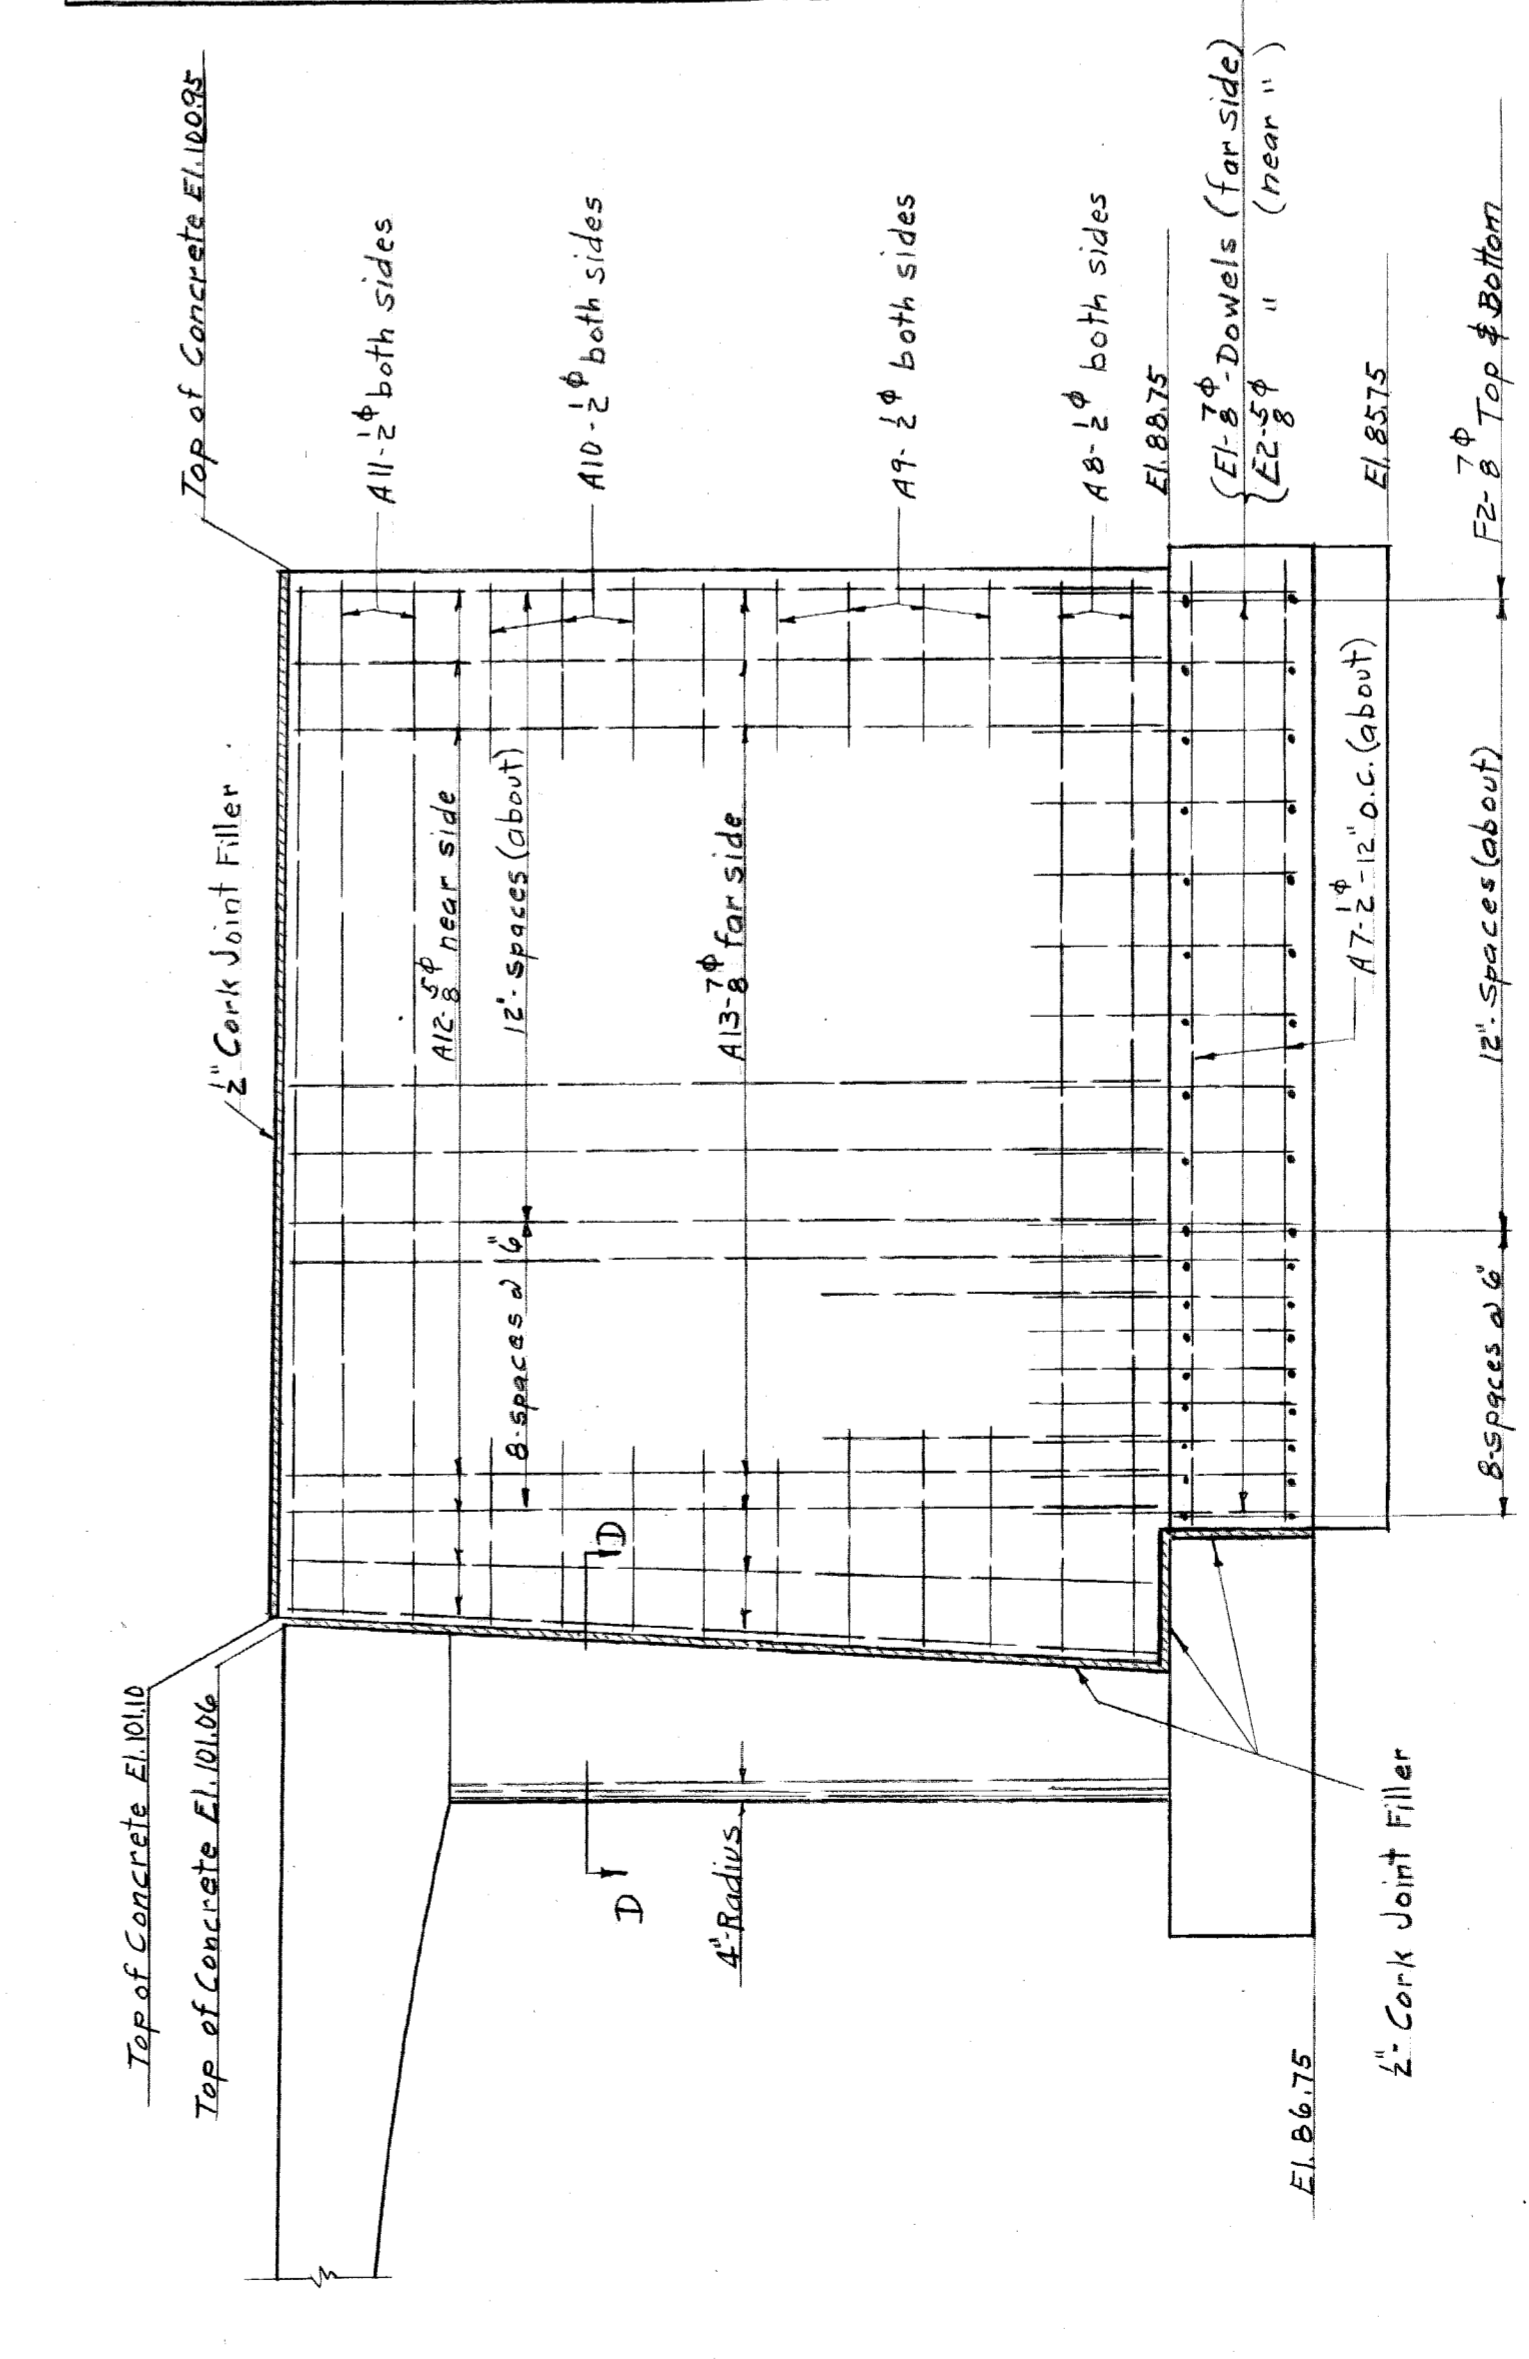 Top of Concrete El. 101.10
Top of Concrete El. 101.06
1/2" Cork Joint Filler
Top of Concrete El. 100.95
A11-1/2ϕ both sides
A12-5/8ϕ near side
8-spaces @ 6"
12"-spaces (about)
A10-1/2ϕ both sides
D
D
4"-Radius
A13-7/8ϕ far side
A9-1/2ϕ both sides
A8-1/2ϕ both sides
El. 88.75
E1-7/8ϕ-Dowels (far side)
E2-5/8ϕ " (near ")
El. 86.75
A7-1/2ϕ-12" o.c. (about)
El. 85.75
1/2"-Cork Joint Filler
8-spaces @ 6"
12"-spaces (about)
F2-7/8ϕ Top & Bottom